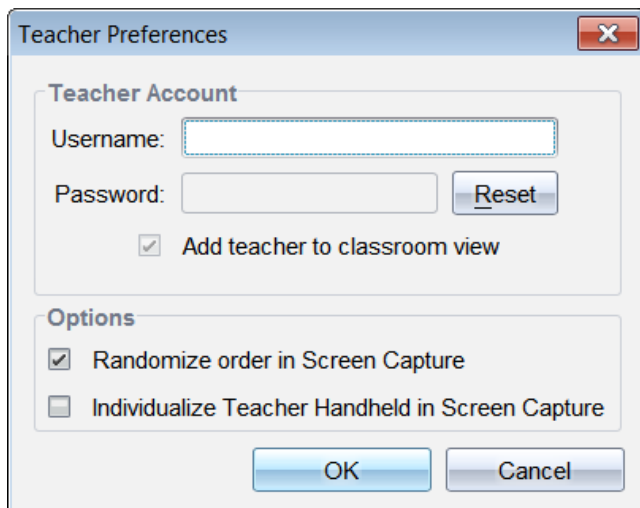 Teacher Preferences
Teacher Account
Username:
Password:
Reset
Add teacher to classroom view
Options
Randomize order in Screen Capture
Individualize Teacher Handheld in Screen Capture
OK Cancel